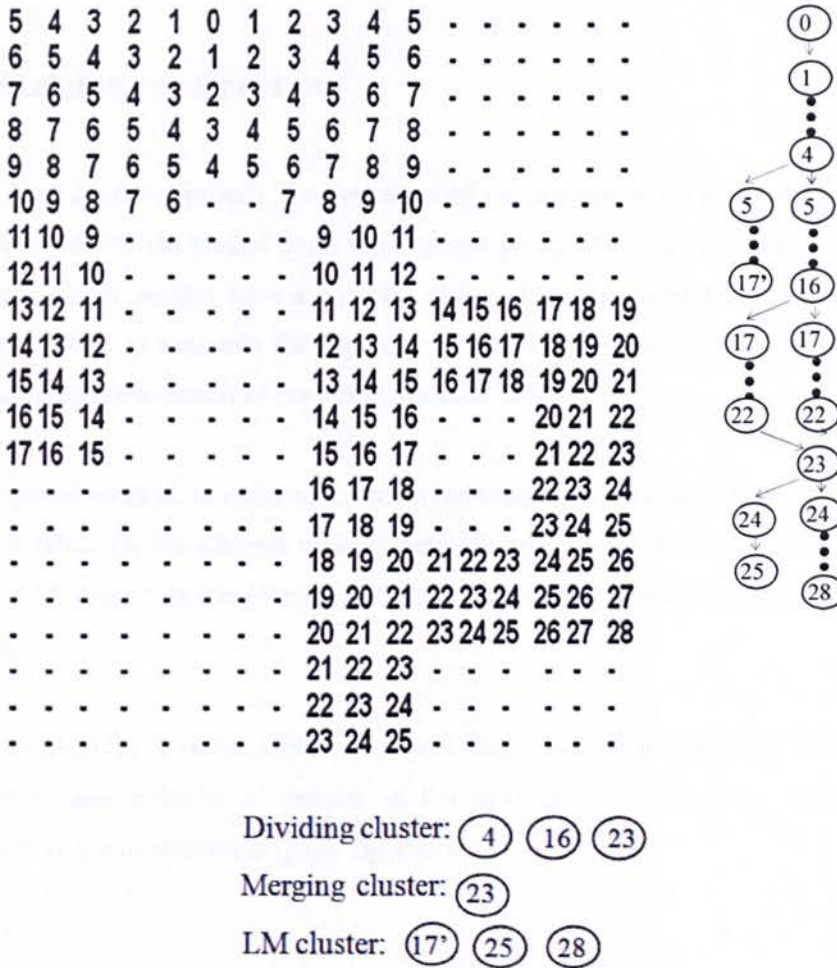 5 4 3 2 1 0 1 2 3 4 5 - - - - - -
6 5 4 3 2 1 2 3 4 5 6 - - - - - -
7 6 5 4 3 2 3 4 5 6 7 - - - - - -
8 7 6 5 4 3 4 5 6 7 8 - - - - - -
9 8 7 6 5 4 5 6 7 8 9 - - - - - -
10 9 8 7 6 - - 7 8 9 10 - - - - - -
11 10 9 - - - - - 9 10 11 - - - - - -
12 11 10 - - - - - 10 11 12 - - - - - -
13 12 11 - - - - - 11 12 13 14 15 16 17 18 19
14 13 12 - - - - - 12 13 14 15 16 17 18 19 20
15 14 13 - - - - - 13 14 15 16 17 18 19 20 21
16 15 14 - - - - - 14 15 16 - - - 20 21 22
17 16 15 - - - - - 15 16 17 - - - 21 22 23
- - - - - - - - 16 17 18 - - - 22 23 24
- - - - - - - - 17 18 19 - - - 23 24 25
- - - - - - - - 18 19 20 21 22 23 24 25 26
- - - - - - - - 19 20 21 22 23 24 25 26 27
- - - - - - - - 20 21 22 23 24 25 26 27 28
- - - - - - - - 21 22 23 - - - - - -
- - - - - - - - 22 23 24 - - - - - -
- - - - - - - - 23 24 25 - - - - - -
0
1
4
5 5
17' 16
17 17
22 22
23
24 24
25 28
Dividing cluster: 4 16 23
Merging cluster: 23
LM cluster: 17' 25 28